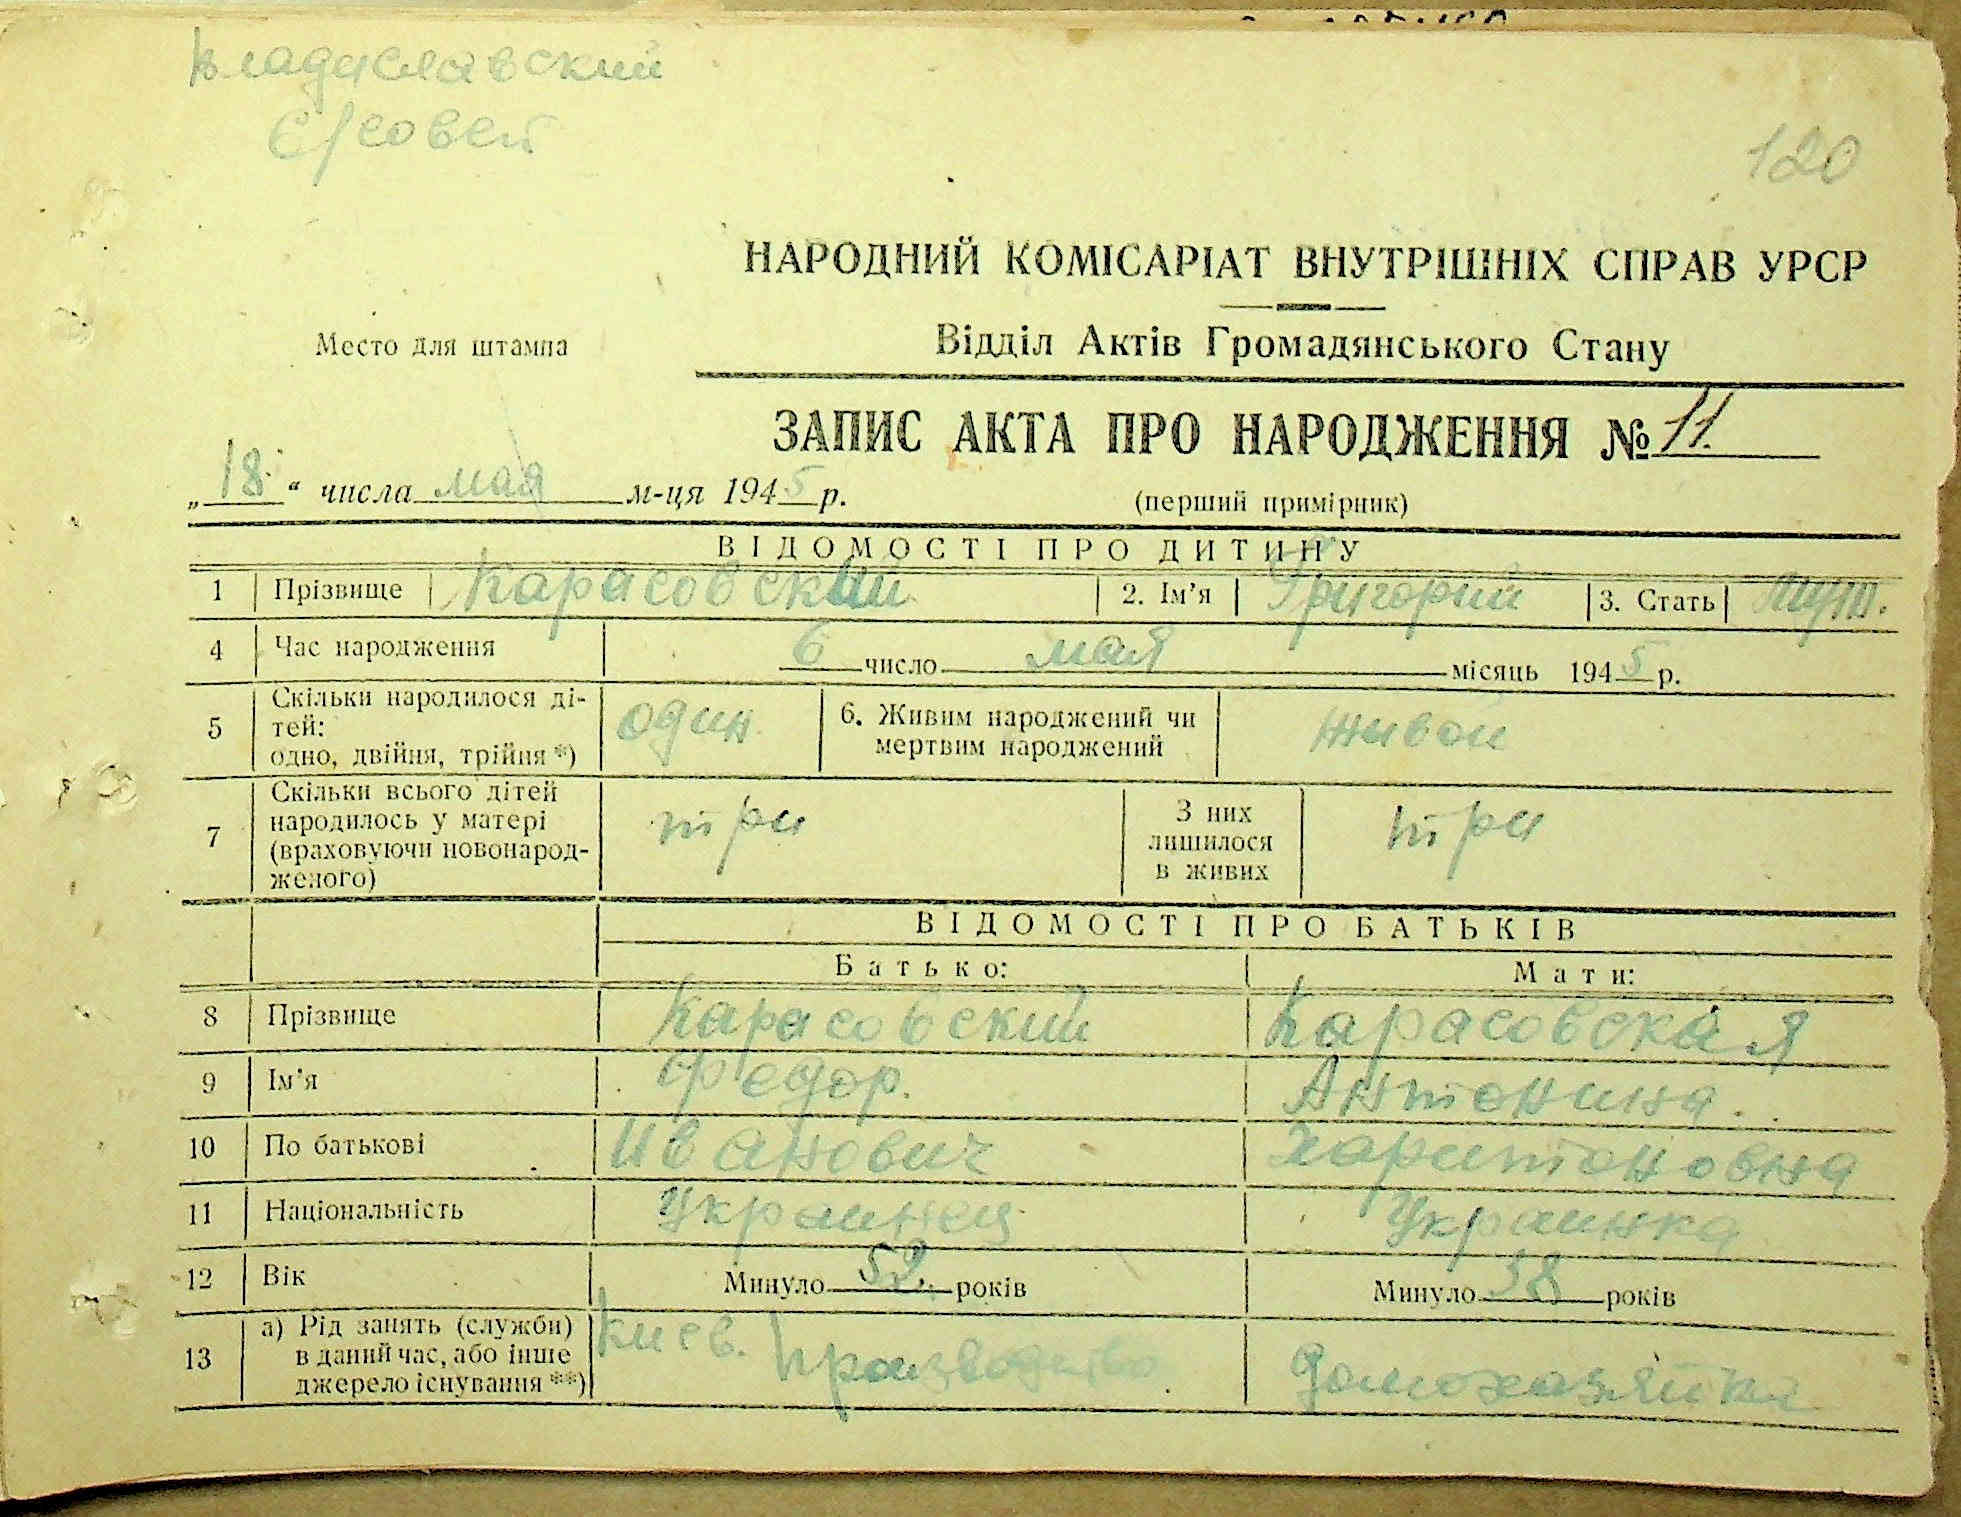 Владиславский
120
НАРОДНИЙ КОМІСАРІАТ ВНУТРІШНІХ СПРАВ УРСР
Место для штампа
Відділ Актів Громадянського Стану
ЗАПИС АКТА ПРО НАРОДЖЕННЯ № 11.
„18“ числа мая м-ця 1945 р.
(перший примірник)
ВІДОМОСТІ ПРО ДИТИНУ
1 Прізвище Карасовский 2. Ім'я Григорий 3. Стать муж.
4 Час народження 6 число мая місяць 1945 р.
5 Скільки народилося ді-
тей:
одно, двійня, трійня *) один. 6. Живим народжений чи
мертвим народжений живой
7 Скільки всього дітей
народилось у матері
(враховуючи новонарод-
женого) три З них
лишилося
в живих три
ВІДОМОСТІ ПРО БАТЬКІВ
Батько: Мати:
8 Прізвище Карасовский Карасовская
9 Ім'я Федор. Антонина.
10 По батькові Иванович Харитоновна
11 Національність Украинец Украинка
12 Вік Минуло 52 років Минуло 38 років
13 а) Рід занять (служби)
в даний час, або інше
джерело існування **) Киев. Производство Домохазяйка